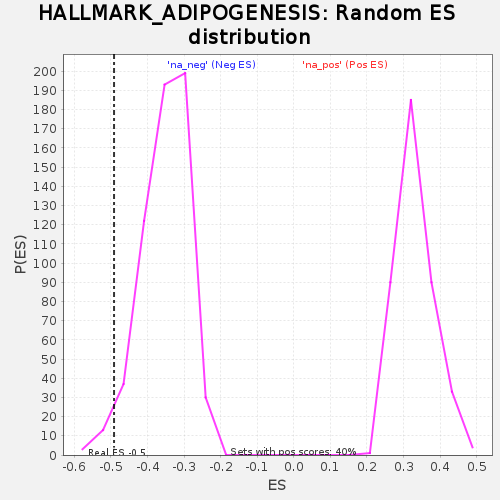 HALLMARK_ADIPOGENESIS: Random ES
distribution
'na_neg' (Neg ES)
'na_pos' (Pos ES)
200
190
180
170
160
150
140
130
120
110
100
90
80
70
60
50
40
30
20
10
0
P(ES)
Real ES -0.5
Sets with pos scores: 40%
-0.6 -0.5 -0.4 -0.3 -0.2 -0.1 0.0 0.1 0.2 0.3 0.4 0.5
ES